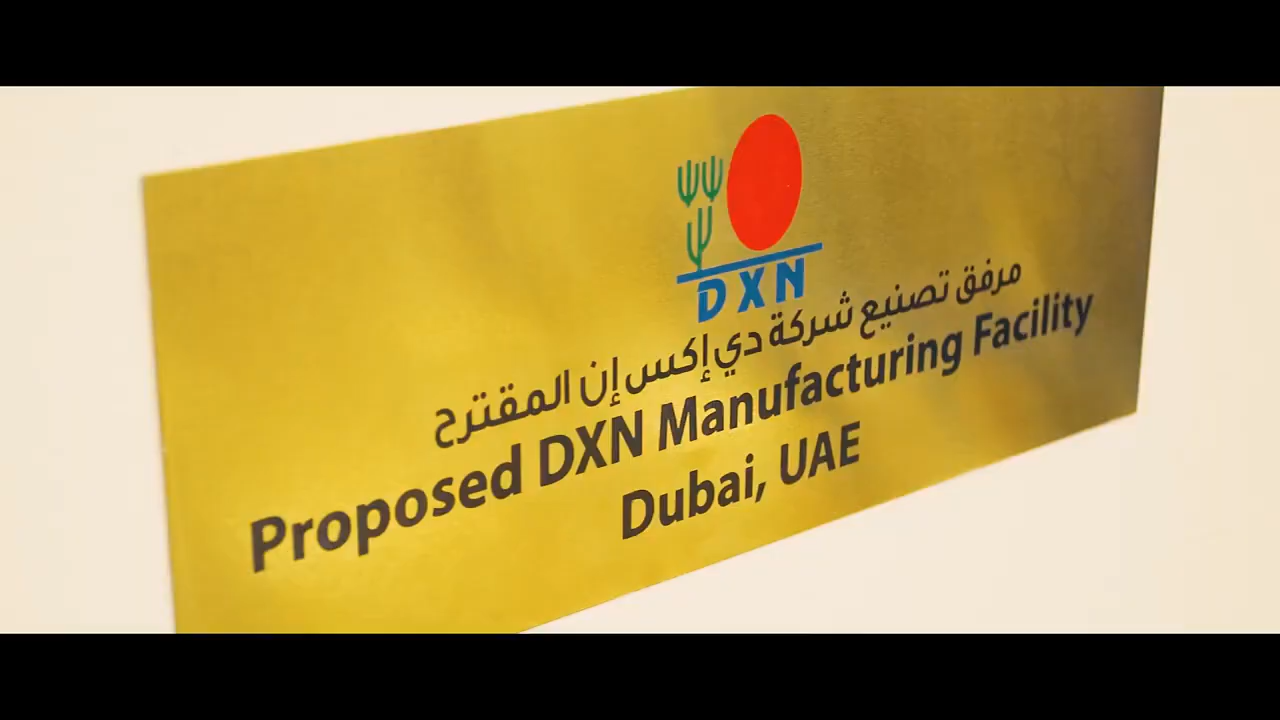 DXN
مرفق تصنيع شركة دي إكس إن المقترح
Proposed DXN Manufacturing Facility
Dubai, UAE